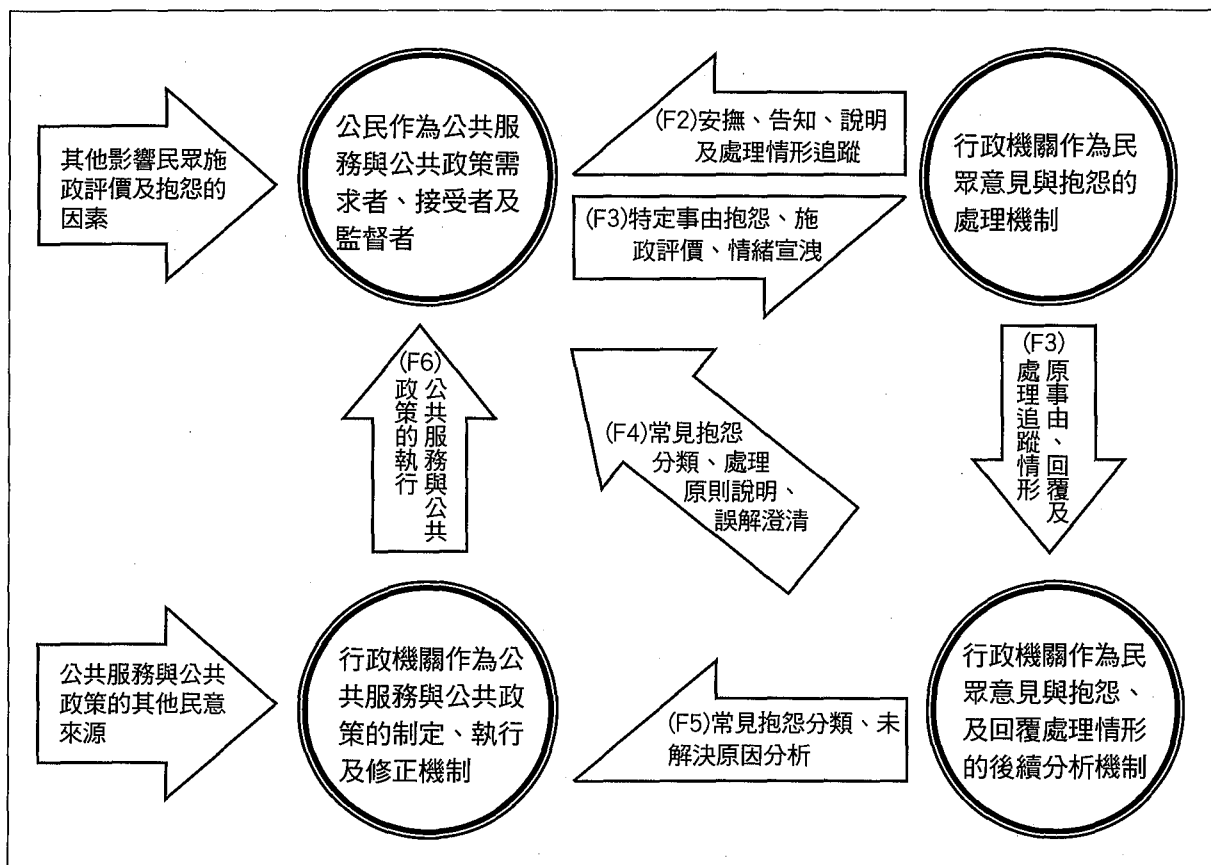 其他影響民眾施
政評價及抱怨的
因素
公民作為公共服
務與公共政策需
求者、接受者及
監督者
(F2)安撫、告知、說明
及處理情形追蹤
(F3)特定事由抱怨、施
政評價、情緒宣洩
行政機關作為民
眾意見與抱怨的
處理機制
(F6)公共服務與公共
政策的執行
(F4)常見抱怨
分類、處理
原則說明、
誤解澄清
(F3)原事由、回覆及
處理追蹤情形
公共服務與公共
政策的其他民意
來源
行政機關作為公
共服務與公共政
策的制定、執行
及修正機制
(F5)常見抱怨分類、未
解決原因分析
行政機關作為民
眾意見與抱怨、
及回覆處理情形
的後續分析機制